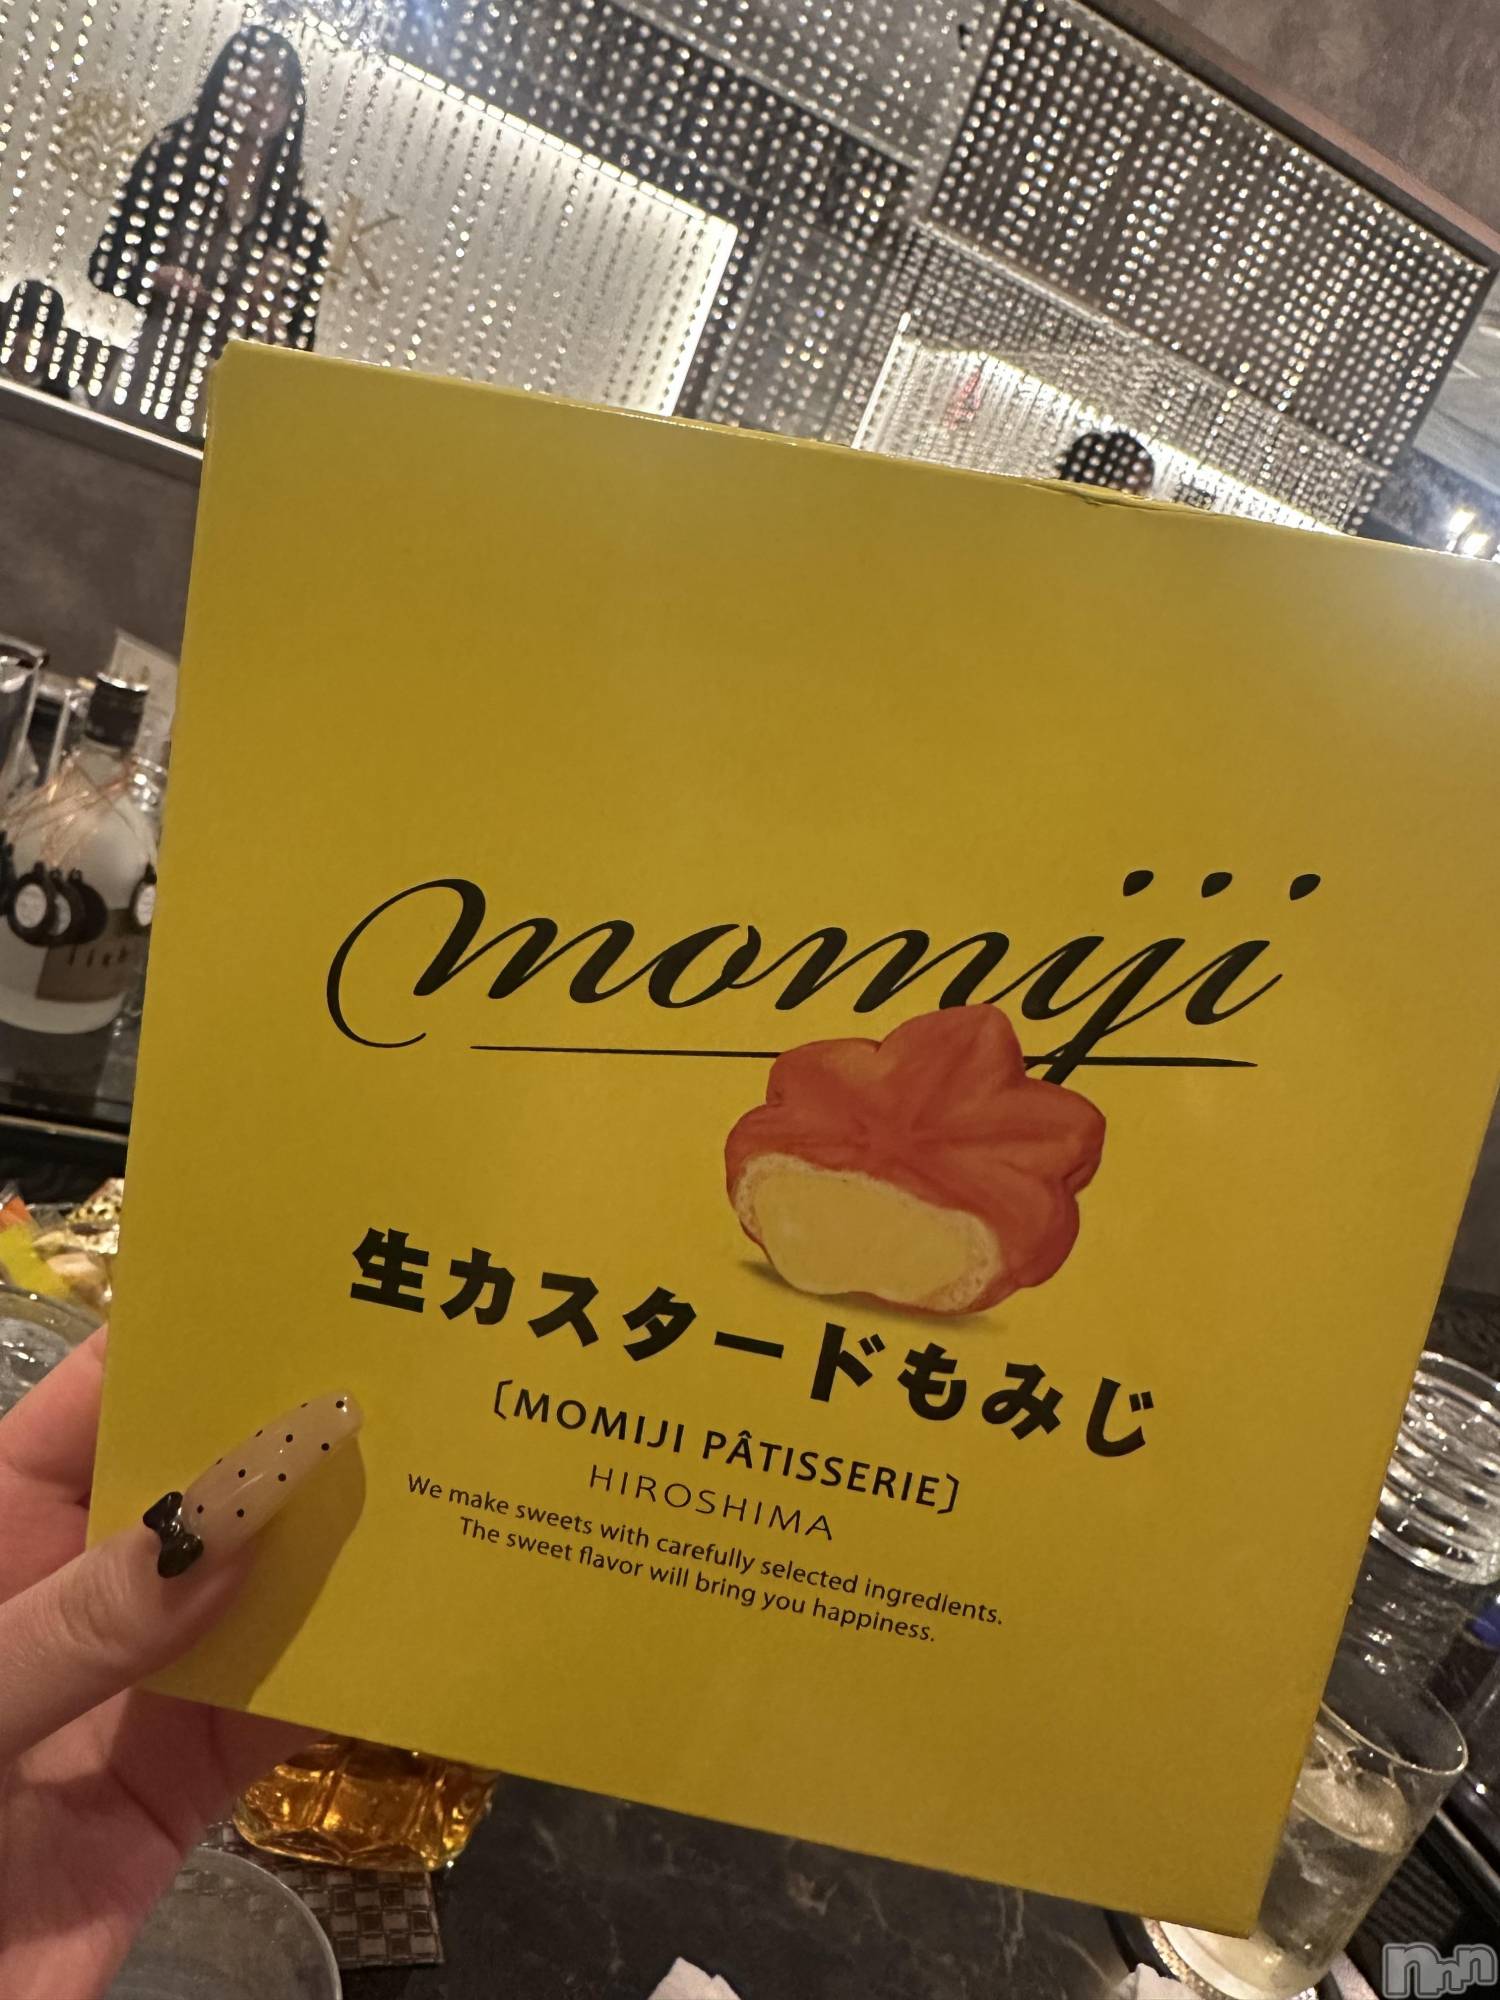 K
momiji
生カスタードもみじ
〔MOMIJI PÂTISSERIE〕
HIROSHIMA
We make sweets with carefully selected ingredients.
The sweet flavor will bring you happiness.